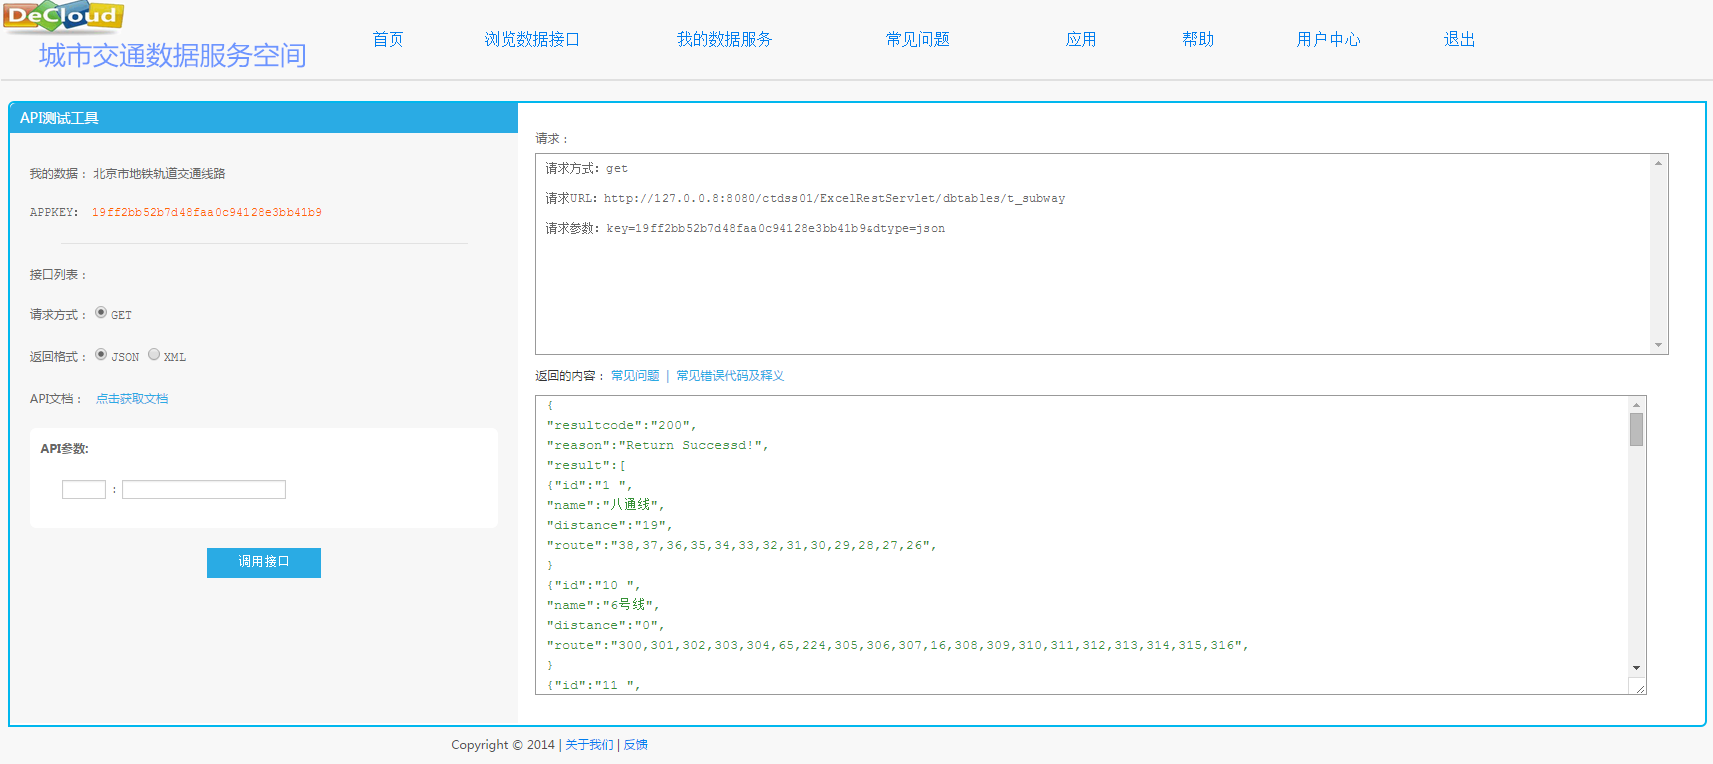 DeCloud
城市交通数据服务空间
首页 浏览数据接口 我的数据服务 常见问题 应用 帮助 用户中心 退出
API测试工具
我的数据： 北京市地铁轨道交通线路
APPKEY: 19ff2bb52b7d48faa0c94128e3bb41b9
接口列表：
请求方式： GET
返回格式： JSON XML
API文档： 点击获取文档
API参数:
:
调用接口
请求：
请求方式: get
请求URL: http://127.0.0.8:8080/ctdss01/ExcelRestServlet/dbtables/t_subway
请求参数: key=19ff2bb52b7d48faa0c94128e3bb41b9&dtype=json
返回的内容： 常见问题 | 常见错误代码及释义
{
"resultcode":"200",
"reason":"Return Successd!",
"result":[
{"id":"1 ",
"name":"八通线",
"distance":"19",
"route":"38,37,36,35,34,33,32,31,30,29,28,27,26",
}
{"id":"10 ",
"name":"6号线",
"distance":"0",
"route":"300,301,302,303,304,65,224,305,306,307,16,308,309,310,311,312,313,314,315,316",
}
{"id":"11 ",
Copyright © 2014 | 关于我们 | 反馈